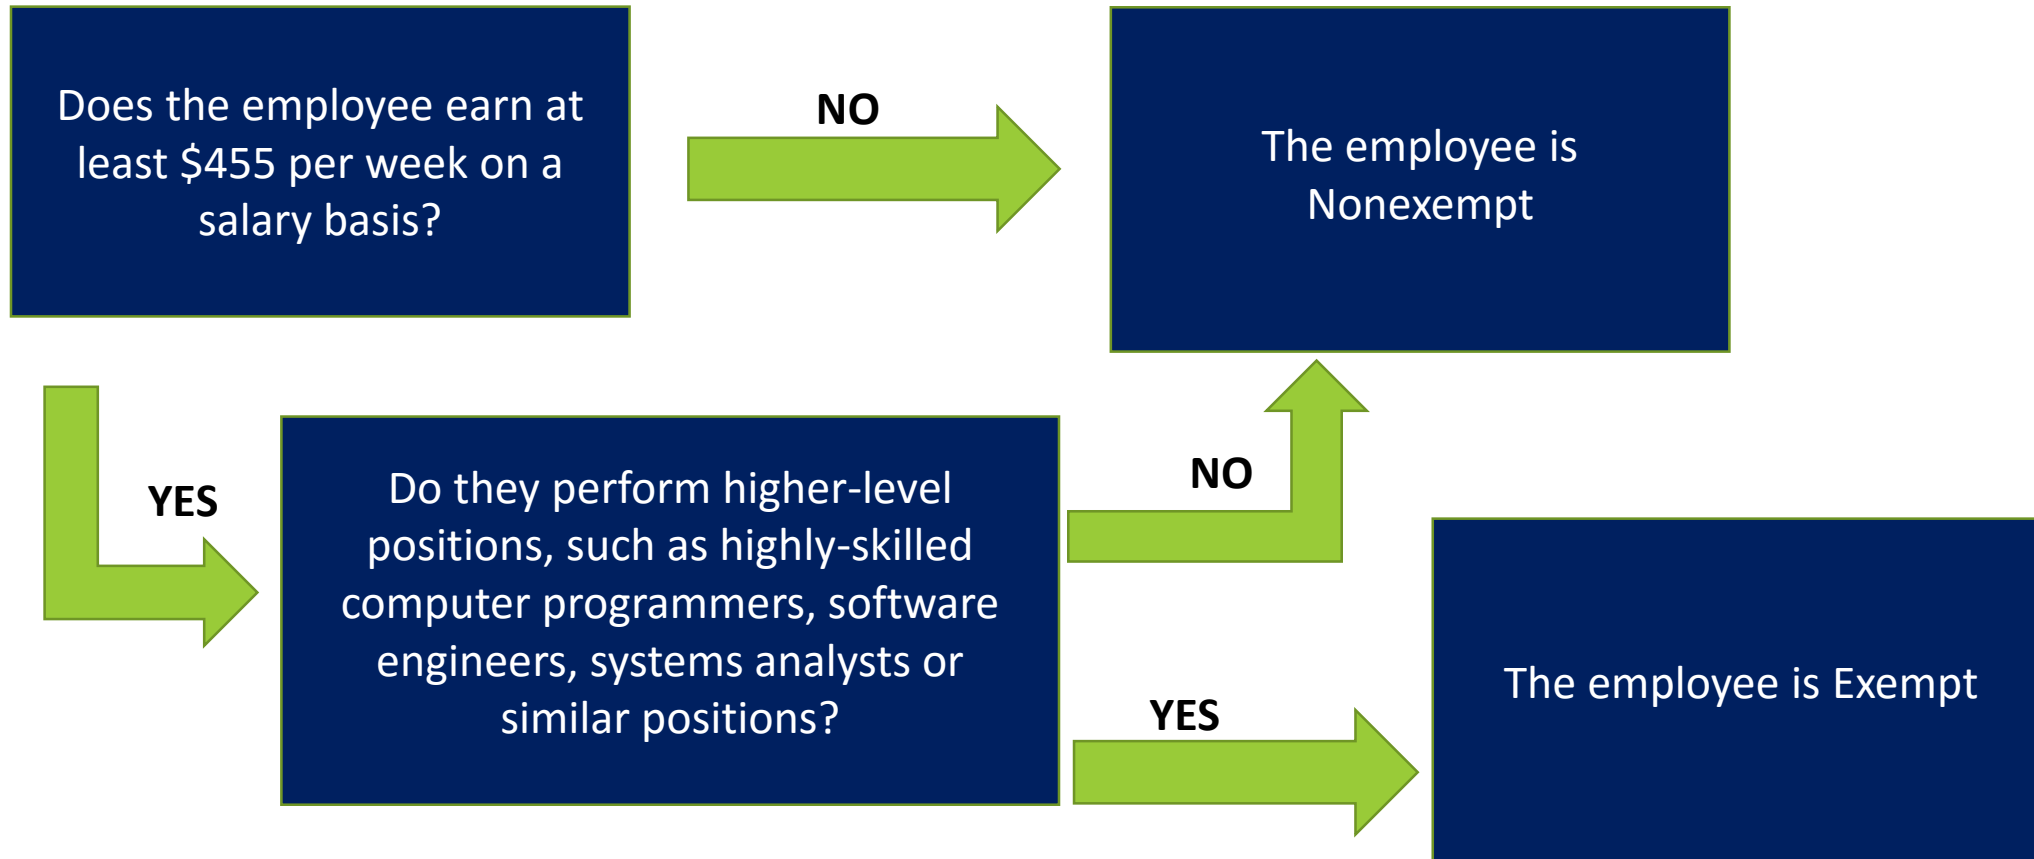 Does the employee earn at
least $455 per week on a
salary basis?
NO
The employee is
Nonexempt
YES
Do they perform higher-level
positions, such as highly-skilled
computer programmers, software
engineers, systems analysts or
similar positions?
NO
YES
The employee is Exempt